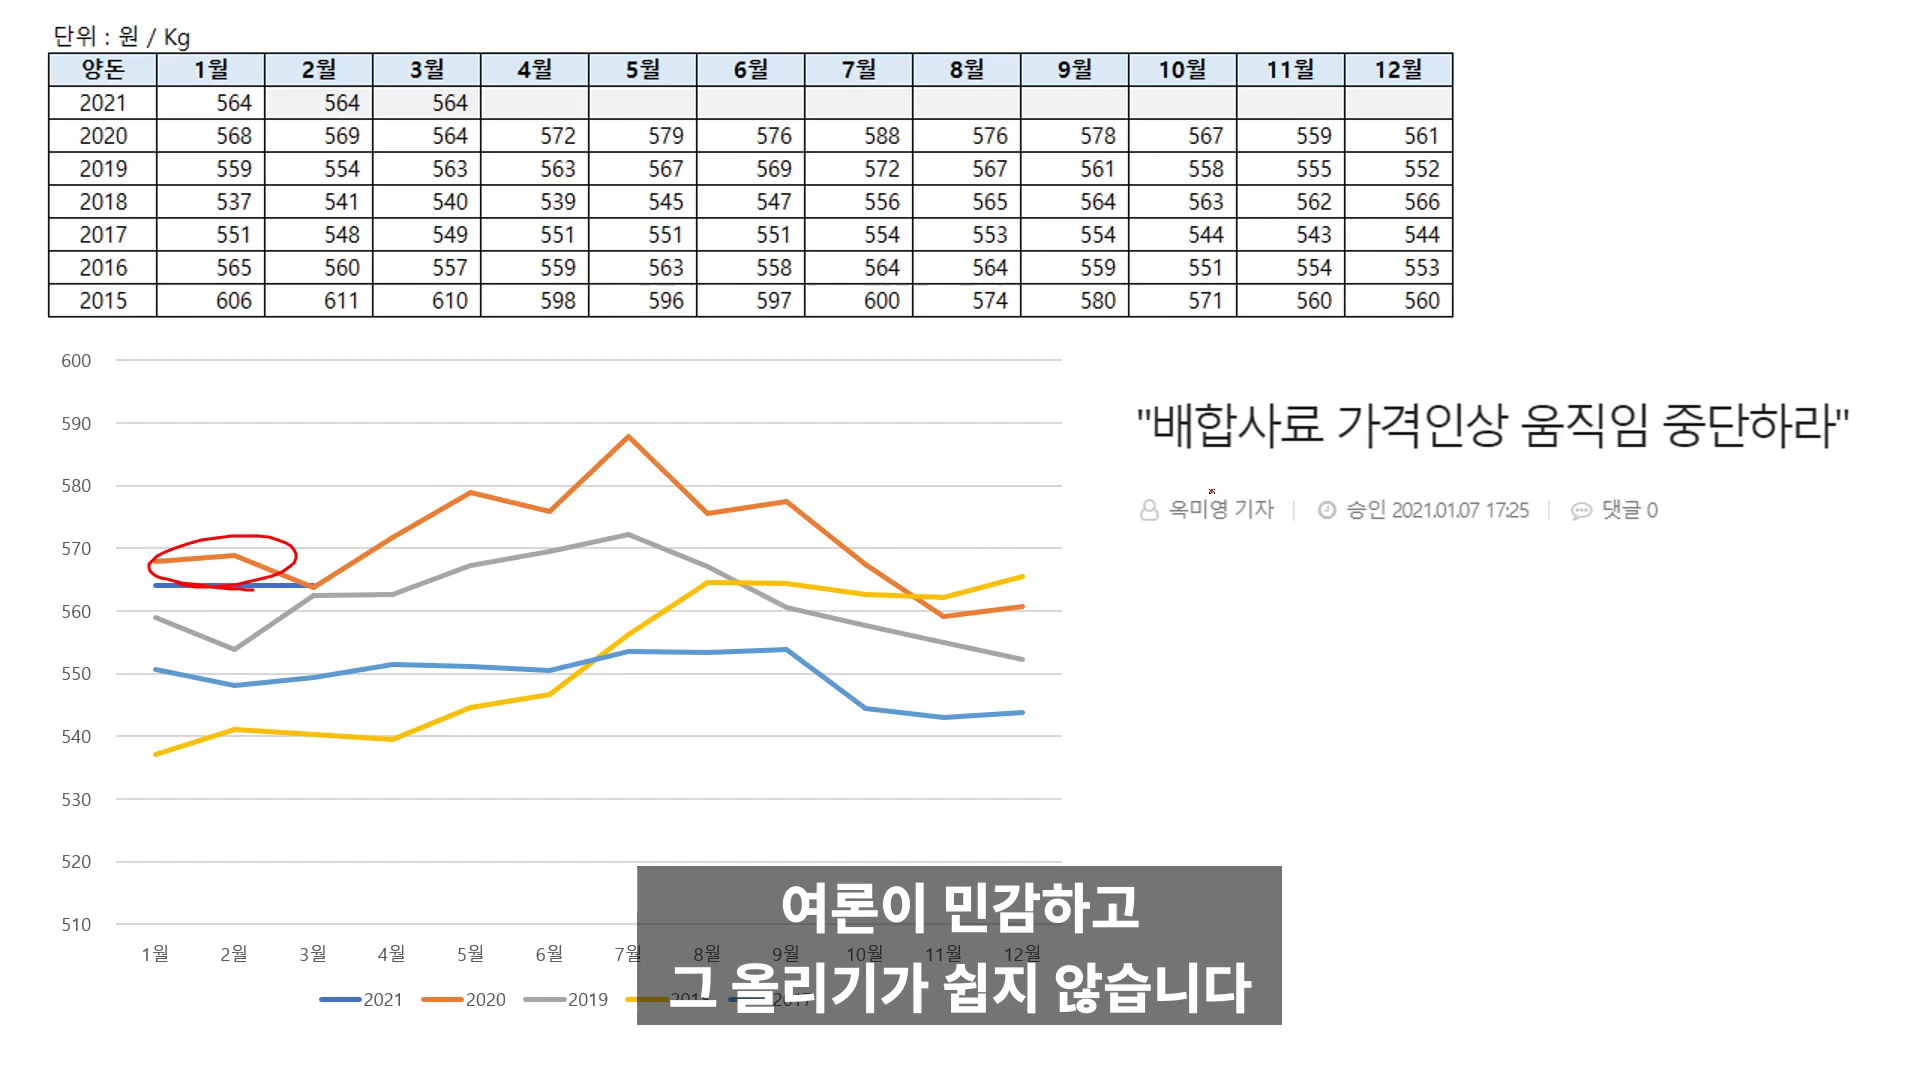 단위 : 원 / Kg
양돈 1월 2월 3월 4월 5월 6월 7월 8월 9월 10월 11월 12월
2021 564 564 564
2020 568 569 564 572 579 576 588 576 578 567 559 561
2019 559 554 563 563 567 569 572 567 561 558 555 552
2018 537 541 540 539 545 547 556 565 564 563 562 566
2017 551 548 549 551 551 551 554 553 554 544 543 544
2016 565 560 557 559 563 558 564 564 559 551 554 553
2015 606 611 610 598 596 597 600 574 580 571 560 560
600
590
580
570
560
550
540
530
520
510
1월 2월 3월 4월 5월 6월 7월 8월 9월 10월 11월 12월
2021 2020 2019 2018 2017
"배합사료 가격인상 움직임 중단하라"
옥미영 기자 | 승인 2021.01.07 17:25 | 댓글 0
여론이 민감하고
그 올리기가 쉽지 않습니다